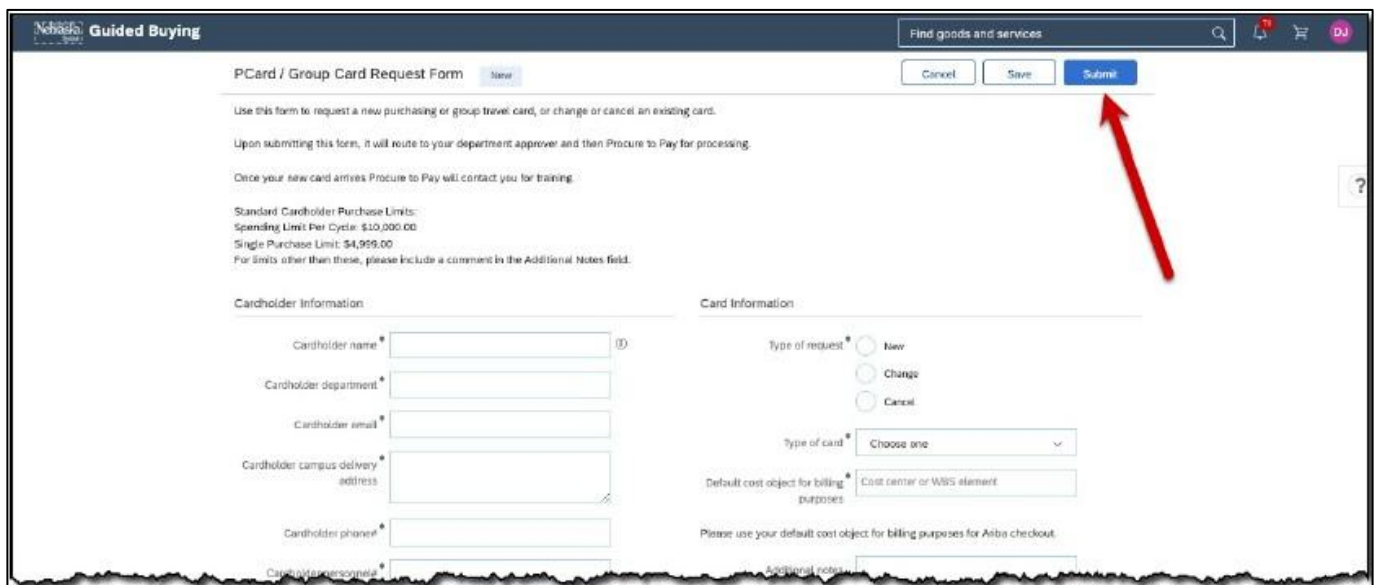 Nebraska Guided Buying
Find goods and services
DJ
PCard / Group Card Request Form New
Cancel Save Submit
Use this form to request a new purchasing or group travel card, or change or cancel an existing card.
Upon submitting this form, it will route to your department approver and then Procure to Pay for processing.
Once your new card arrives Procure to Pay will contact you for training.
Standard Cardholder Purchase Limits:
Spending Limit Per Cycle: $10,000.00
Single Purchase Limit: $4,999.00
For limits other than these, please include a comment in the Additional Notes field.
Cardholder Information
Cardholder name*
Cardholder department*
Cardholder email*
Cardholder campus delivery*
address
Cardholder phone#*
Cardholder personnel#*
Card Information
Type of request*
New
Change
Cancel
Type of card* Choose one
Default cost object for billing* Cost center or WBS element
purposes
Please use your default cost object for billing purposes for Ariba checkout.
Additional notes
?